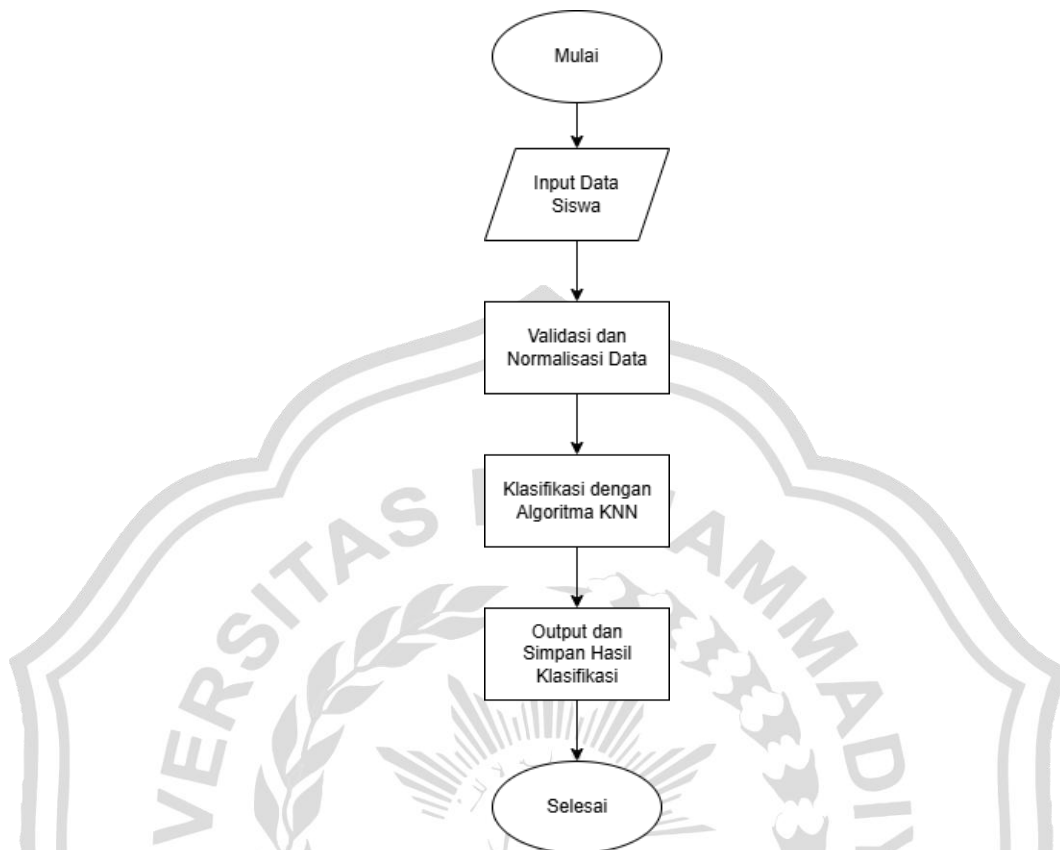 Mulai
Input Data
Siswa
Validasi dan
Normalisasi Data
Klasifikasi dengan
Algoritma KNN
Output dan
Simpan Hasil
Klasifikasi
Selesai